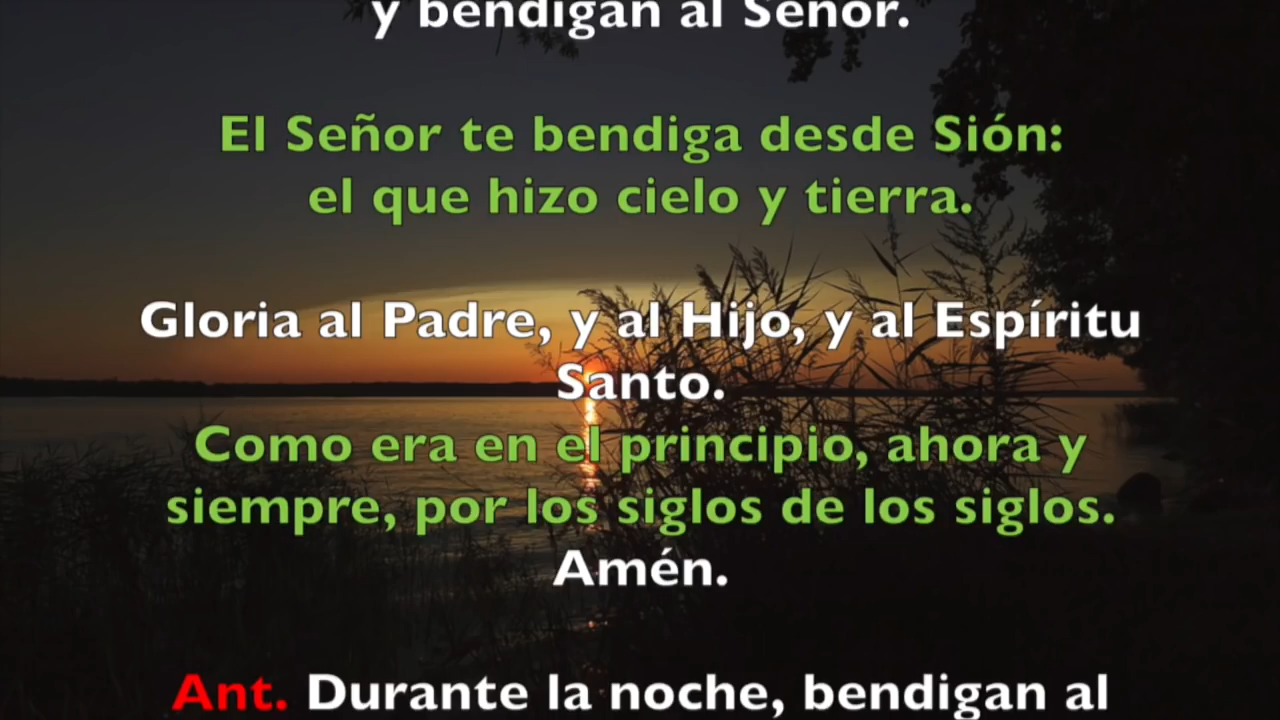 y bendigan al Señor.
El Señor te bendiga desde Sión:
el que hizo cielo y tierra.
Gloria al Padre, y al Hijo, y al Espíritu
Santo.
Como era en el principio, ahora y
siempre, por los siglos de los siglos.
Amén.
Ant. Durante la noche, bendigan al